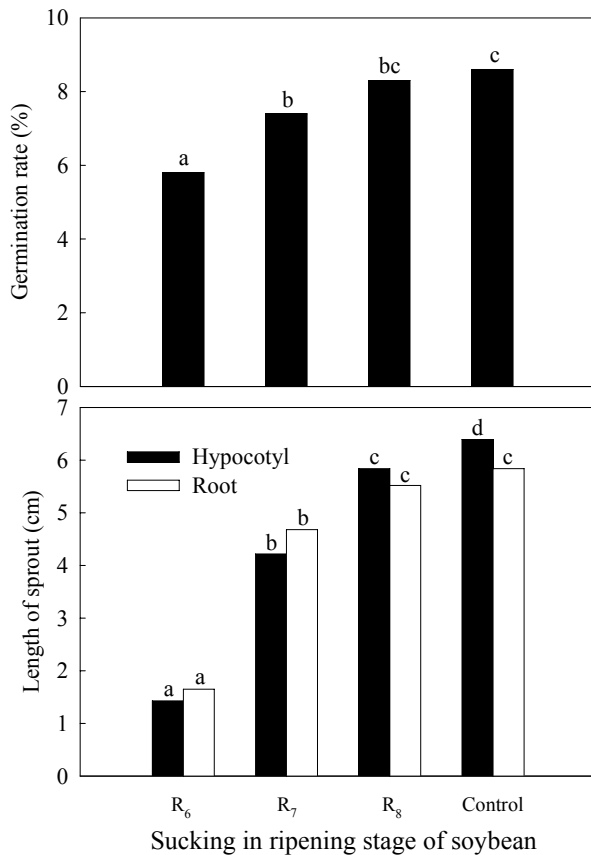 Germination rate (%)
10
8
6
4
2
0
a
b
bc
c
Length of sprout (cm)
7
6
5
4
3
2
1
0
Hypocotyl
Root
a a
b b
c c
d c
R₆ R₇ R₈ Control
Sucking in ripening stage of soybean